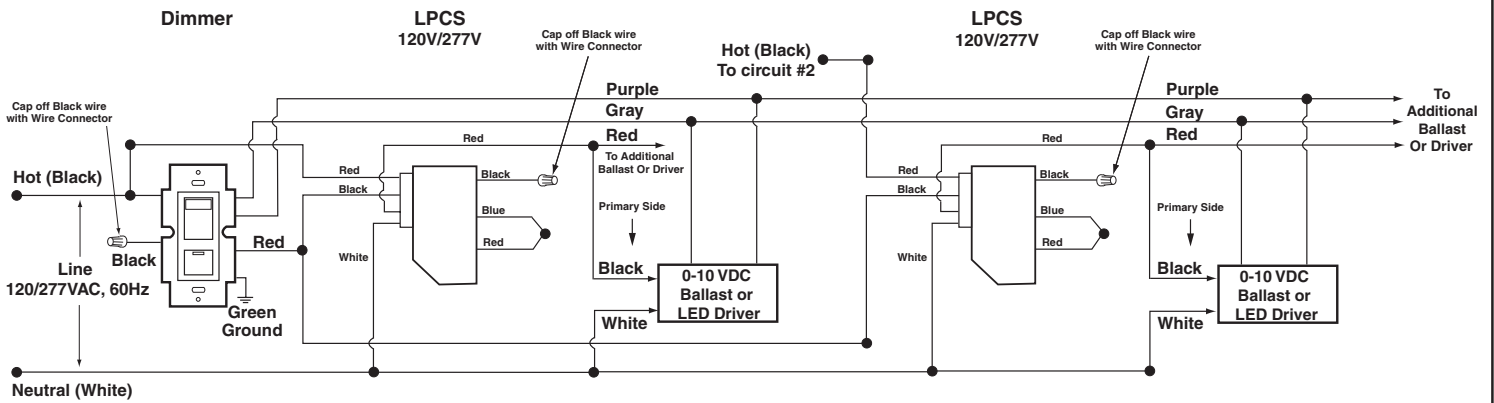 Dimmer
LPCS
120V/277V
Cap off Black wire
with Wire Connector
LPCS
120V/277V
Cap off Black wire
with Wire Connector
Hot (Black)
To circuit #2
Purple
Gray
Red
Purple
Gray
Red
To
Additional
Ballast
Or Driver
Cap off Black wire
with Wire Connector
Hot (Black)
Black
Red
Line
120/277VAC, 60Hz
Green
Ground
Neutral (White)
Red
Red
Black
White
Black
Blue
Red
To Additional
Ballast Or Driver
Primary Side
Black
White
0-10 VDC
Ballast or
LED Driver
Red
Red
Black
White
Black
Blue
Red
Primary Side
Black
White
0-10 VDC
Ballast or
LED Driver